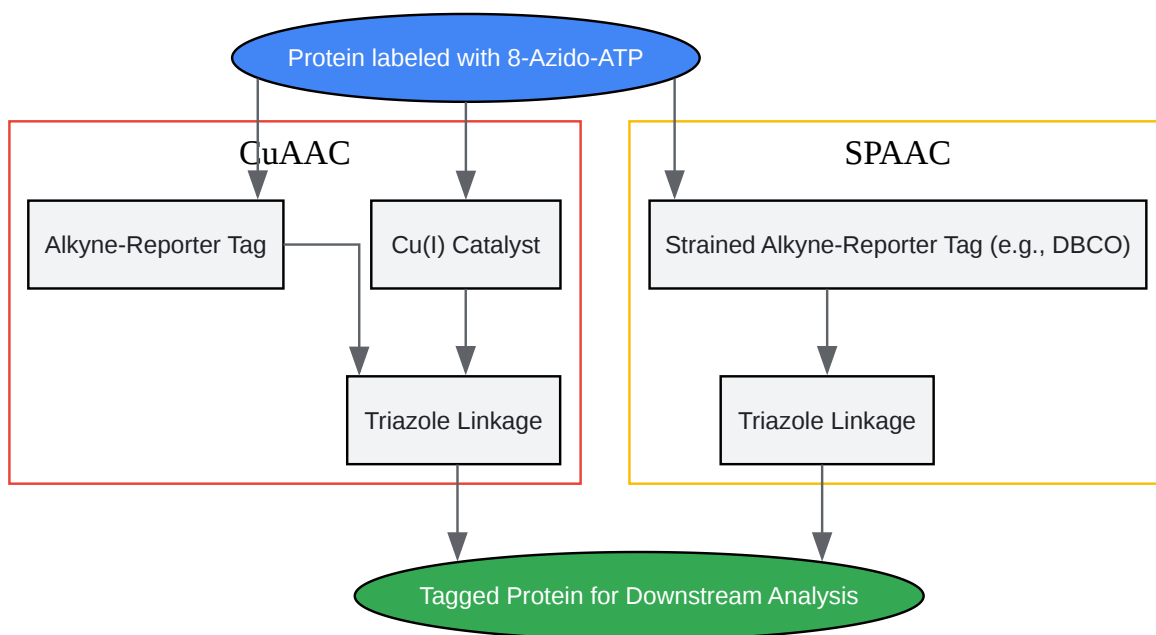 Protein labeled with 8-Azido-ATP
CuAAC
SPAAC
Alkyne-Reporter Tag
Cu(I) Catalyst
Strained Alkyne-Reporter Tag (e.g., DBCO)
Triazole Linkage
Triazole Linkage
Tagged Protein for Downstream Analysis